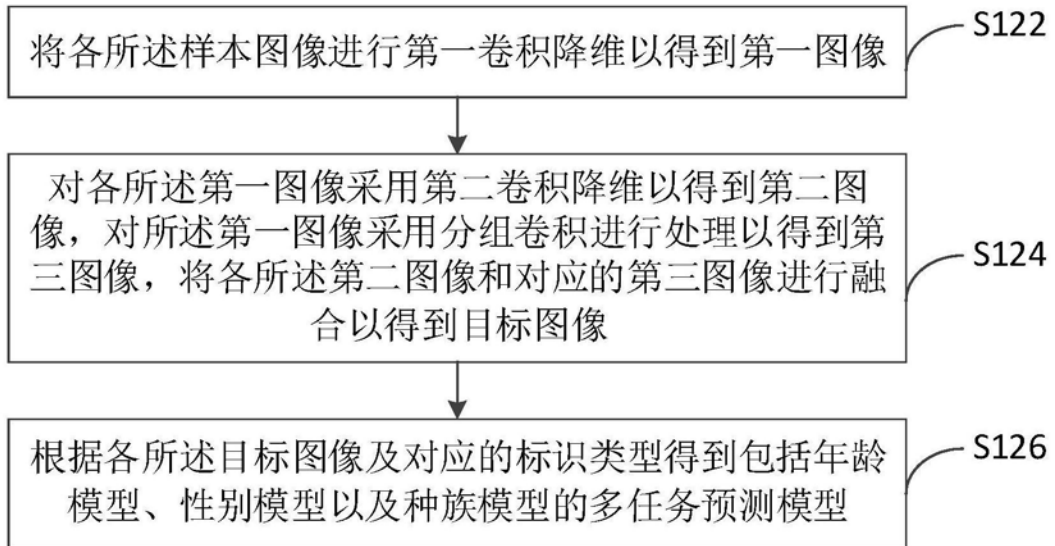 将各所述样本图像进行第一卷积降维以得到第一图像
S122
对各所述第一图像采用第二卷积降维以得到第二图
像，对所述第一图像采用分组卷积进行处理以得到第
三图像，将各所述第二图像和对应的第三图像进行融
合以得到目标图像
S124
根据各所述目标图像及对应的标识类型得到包括年龄
模型、性别模型以及种族模型的多任务预测模型
S126